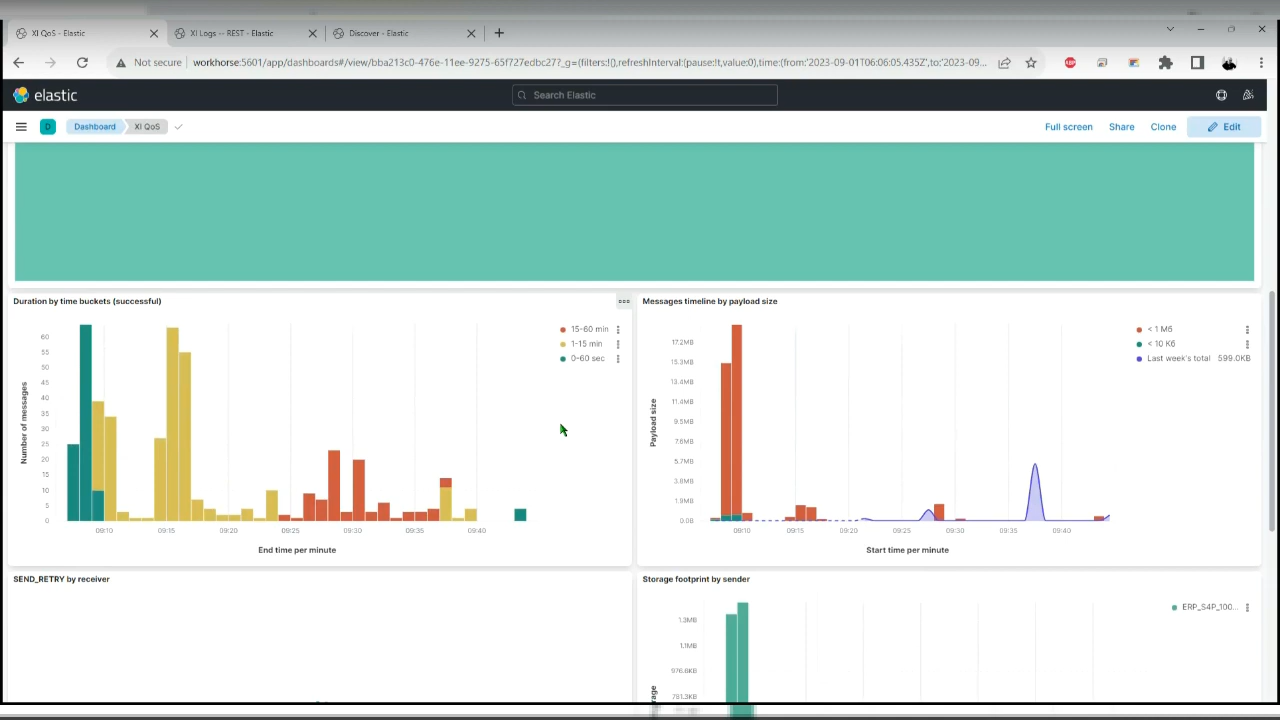 XI QoS - Elastic
XI Logs -- REST - Elastic
Discover - Elastic
Not secure
workhorse:5601/app/dashboards#/view/bba213c0-476e-11ee-9275-65f727edbc27?_g=(filters:!(),refreshInterval:(pause:!t,value:0),time:(from:'2023-09-01T06:06:05.435Z',to:'2023-09...
ABP
elastic
Search Elastic
D
Dashboard
XI QoS
Full screen
Share
Clone
Edit
Duration by time buckets (successful)
Number of messages
60
55
50
45
40
35
30
25
20
15
10
5
0
09:10
09:15
09:20
09:25
09:30
09:35
09:40
End time per minute
15-60 min
1-15 min
0-60 sec
Messages timeline by payload size
Payload size
17.2MB
15.3MB
13.4MB
11.4MB
9.5MB
7.6MB
5.7MB
3.8MB
1.9MB
0.0B
09:10
09:15
09:20
09:25
09:30
09:35
09:40
Start time per minute
< 1 Мб
< 10 Кб
Last week's total 599.0KB
SEND_RETRY by receiver
Storage footprint by sender
1.3MB
1.1MB
976.6KB
781.3KB
ERP_S4P_100...